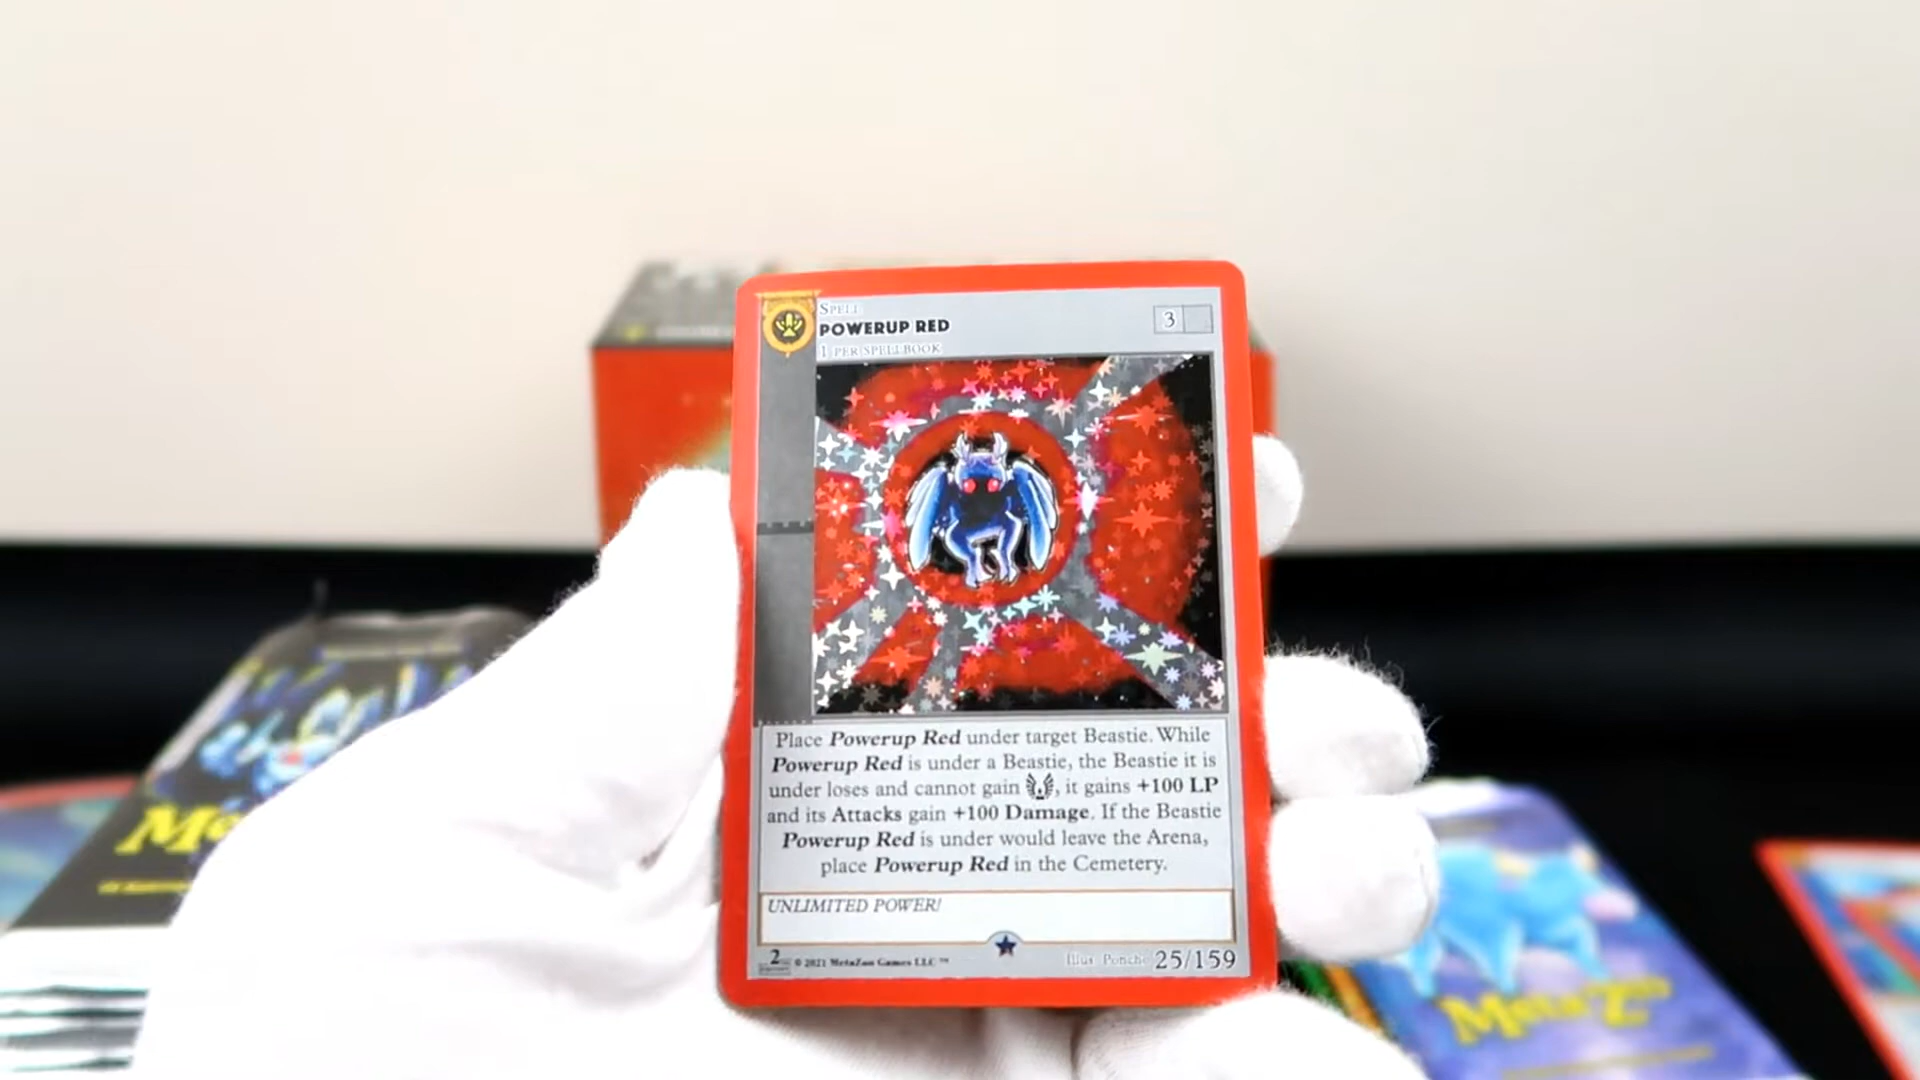 SPELL
POWERUP RED
3
1 PER SPELLBOOK
Place Powerup Red under target Beastie. While
Powerup Red is under a Beastie, the Beastie it is
under loses and cannot gain , it gains +100 LP
and its Attacks gain +100 Damage. If the Beastie
Powerup Red is under would leave the Arena,
place Powerup Red in the Cemetery.
UNLIMITED POWER!
2 © 2021 MetaZoo Games LLC ™
Illus. Poncho 25/159
MetaZoo